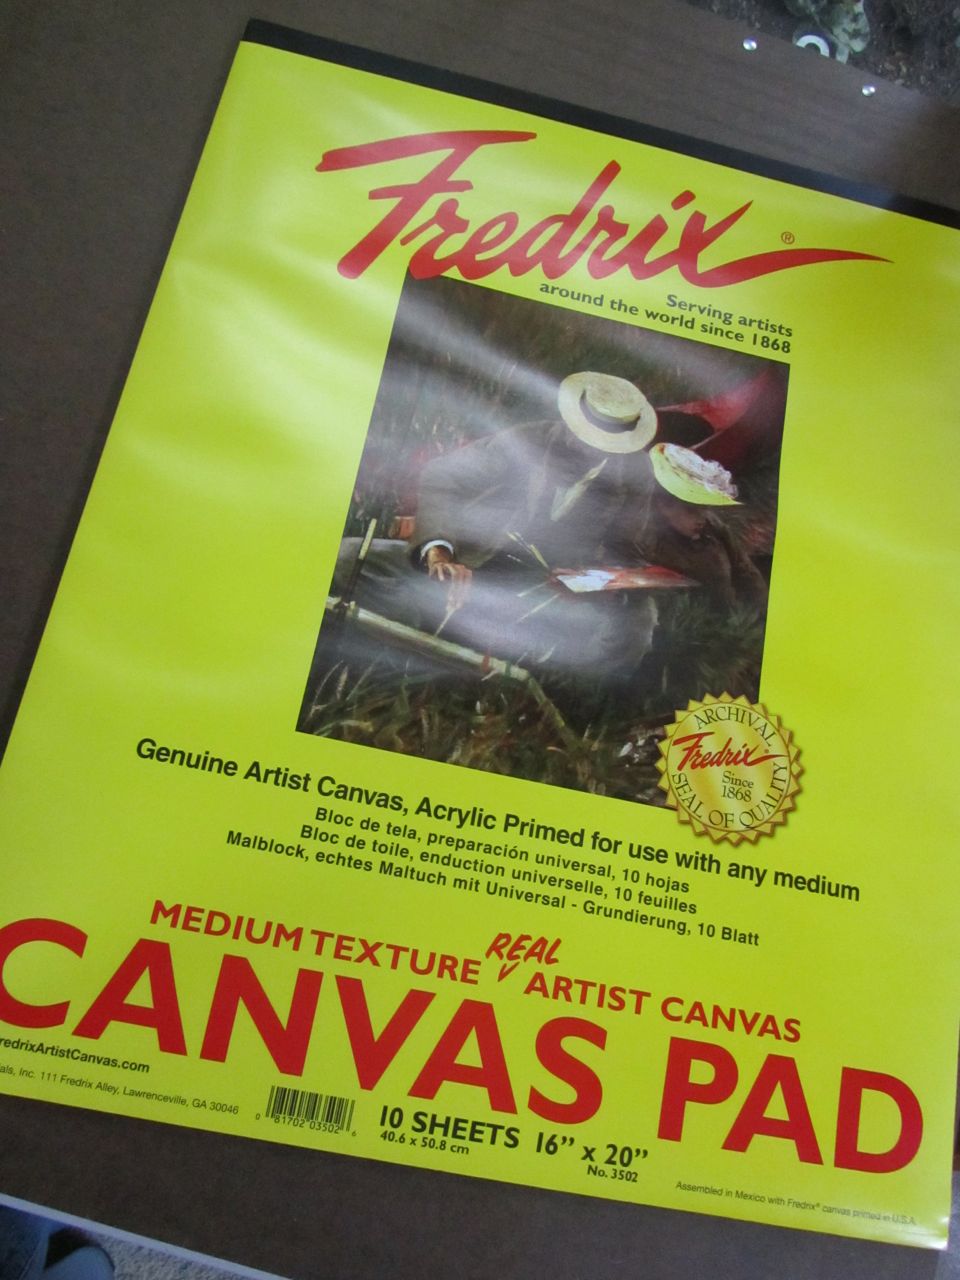 Fredrix®
Serving artists
around the world since 1868
ARCHIVAL
Fredrix
Since
1868
SEAL OF QUALITY
Genuine Artist Canvas, Acrylic Primed for use with any medium
Bloc de tela, preparación universal, 10 hojas
Bloc de toile, enduction universelle, 10 feuilles
Malblock, echtes Maltuch mit Universal - Grundierung, 10 Blatt
MEDIUM TEXTURE REAL ARTIST CANVAS
CANVAS PAD
redrixArtistCanvas.com
als, Inc. 111 Fredrix Alley, Lawrenceville, GA 30046
0 81702 03502 6
10 SHEETS 16” x 20”
40.6 x 50.8 cm
No. 3502
Assembled in Mexico with Fredrix® canvas printed in U.S.A.